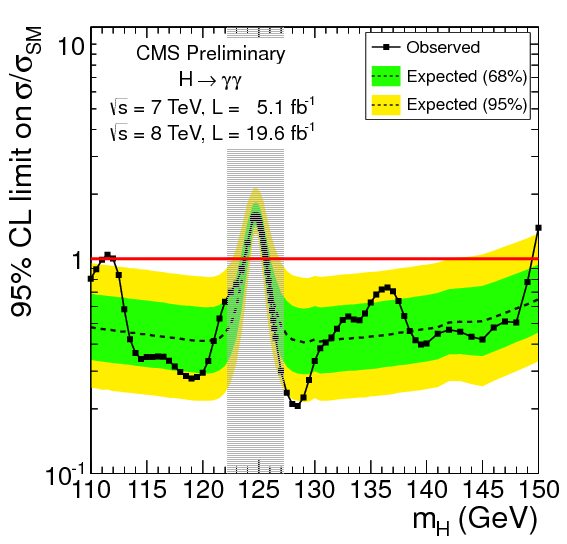 CMS Preliminary
H → γγ
√s = 7 TeV, L = 5.1 fb⁻¹
√s = 8 TeV, L = 19.6 fb⁻¹
Observed
Expected (68%)
Expected (95%)
95% CL limit on σ/σ_SM
10
1
10⁻¹
110 115 120 125 130 135 140 145 150
m_H (GeV)